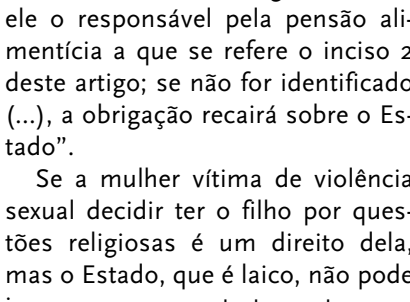 ele o responsável pela pensão ali-
mentícia a que se refere o inciso 2
deste artigo; se não for identificado
(...), a obrigação recairá sobre o Es-
tado”.
Se a mulher vítima de violência
sexual decidir ter o filho por ques-
tões religiosas é um direito dela,
mas o Estado, que é laico, não pode